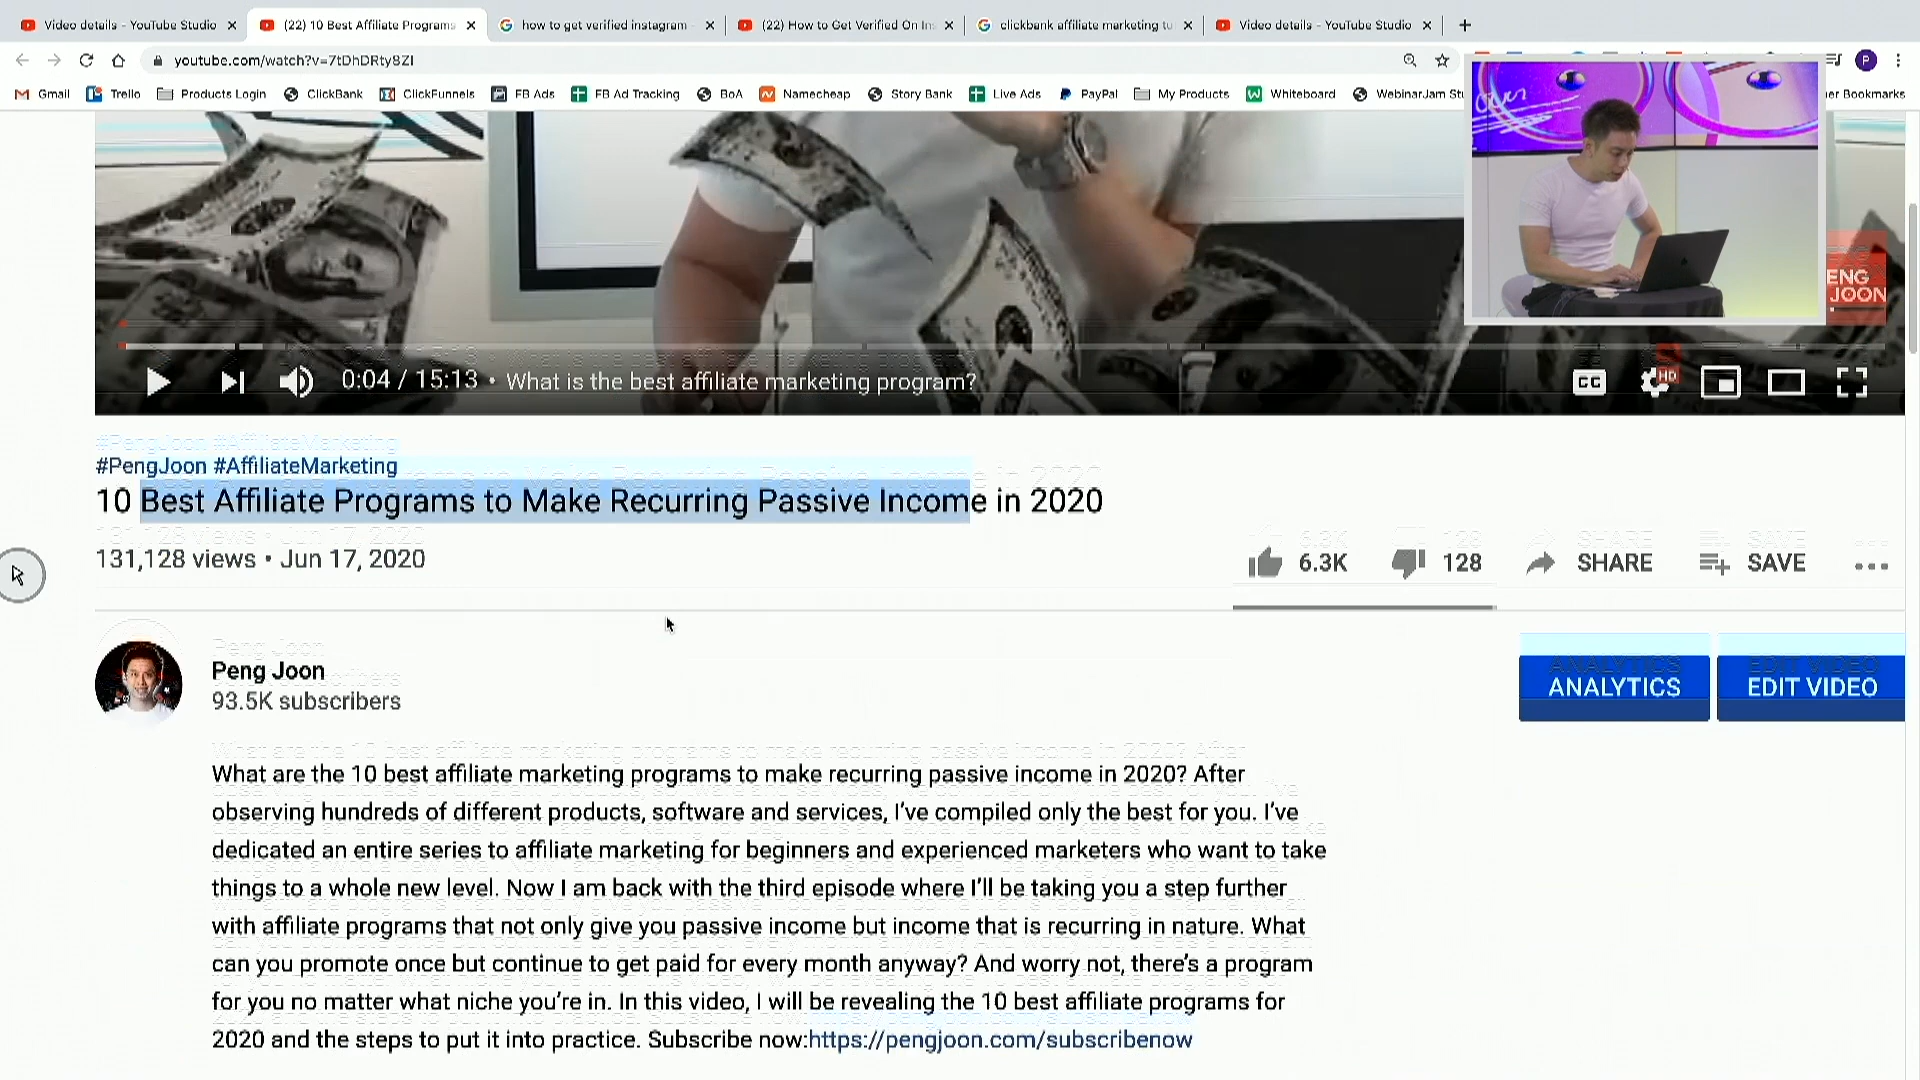 Video details - YouTube Studio
(22) 10 Best Affiliate Programs
how to get verified instagram
(22) How to Get Verified On Ins
clickbank affiliate marketing tu
Video details - YouTube Studio
youtube.com/watch?v=7tDhDRty8ZI
P
Gmail
Trello
Products Login
ClickBank
ClickFunnels
FB Ads
FB Ad Tracking
BoA
Namecheap
Story Bank
Live Ads
PayPal
My Products
Whiteboard
WebinarJam Stu
er Bookmarks
ENG
JOON
0:04 / 15:13 • What is the best affiliate marketing program?
CC
HD
#PengJoon #AffiliateMarketing
10 Best Affiliate Programs to Make Recurring Passive Income in 2020
131,128 views • Jun 17, 2020
6.3K
128
SHARE
SAVE
Peng Joon
93.5K subscribers
ANALYTICS
EDIT VIDEO
What are the 10 best affiliate marketing programs to make recurring passive income in 2020? After
observing hundreds of different products, software and services, I've compiled only the best for you. I've
dedicated an entire series to affiliate marketing for beginners and experienced marketers who want to take
things to a whole new level. Now I am back with the third episode where I'll be taking you a step further
with affiliate programs that not only give you passive income but income that is recurring in nature. What
can you promote once but continue to get paid for every month anyway? And worry not, there's a program
for you no matter what niche you're in. In this video, I will be revealing the 10 best affiliate programs for
2020 and the steps to put it into practice. Subscribe now:https://pengjoon.com/subscribenow